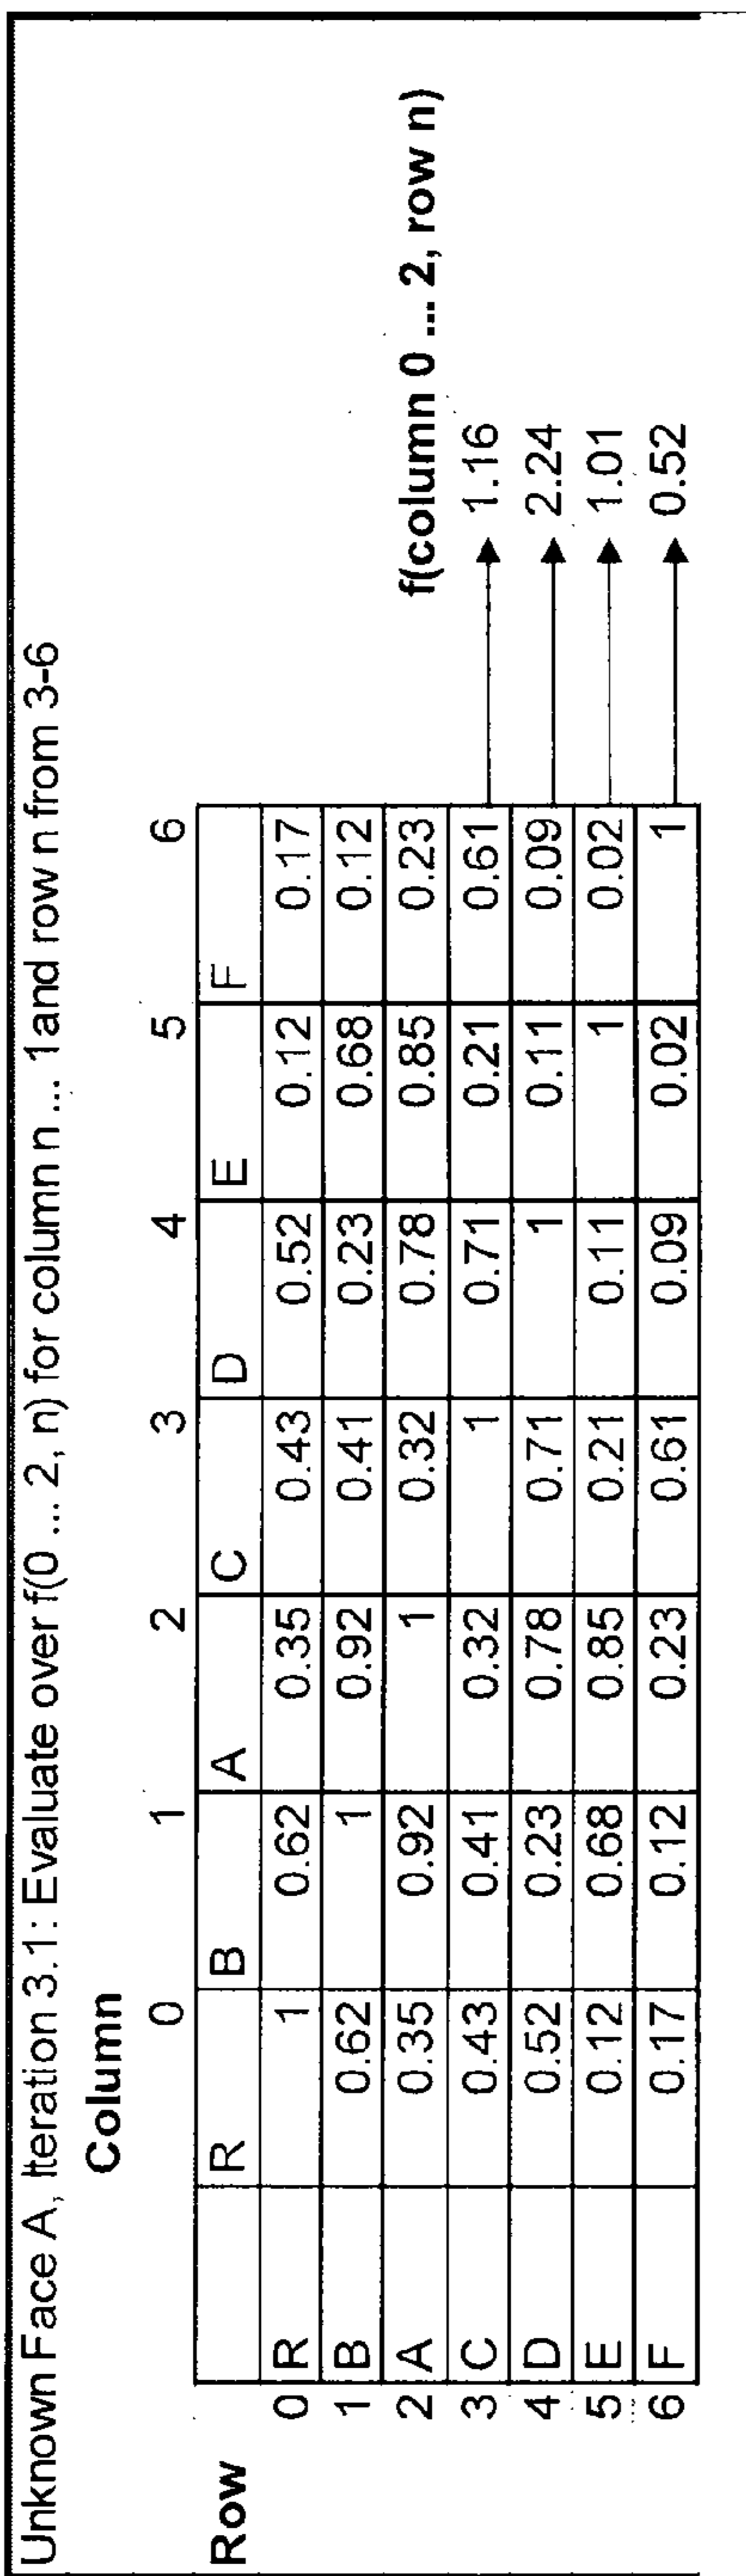 Unknown Face A, Iteration 3.1: Evaluate over f(0 ... 2, n) for column n ... 1and row n from 3-6
Column
0 1 2 3 4 5 6
Row R B A C D E F
0 R 1 0.62 0.35 0.43 0.52 0.12 0.17
1 B 0.62 1 0.92 0.41 0.23 0.68 0.12
2 A 0.35 0.92 1 0.32 0.78 0.85 0.23 f(column 0 ... 2, row n)
3 C 0.43 0.41 0.32 1 0.71 0.21 0.61 1.16
4 D 0.52 0.23 0.78 0.71 1 0.11 0.09 2.24
5 E 0.12 0.68 0.85 0.21 0.11 1 0.02 1.01
6 F 0.17 0.12 0.23 0.61 0.09 0.02 1 0.52